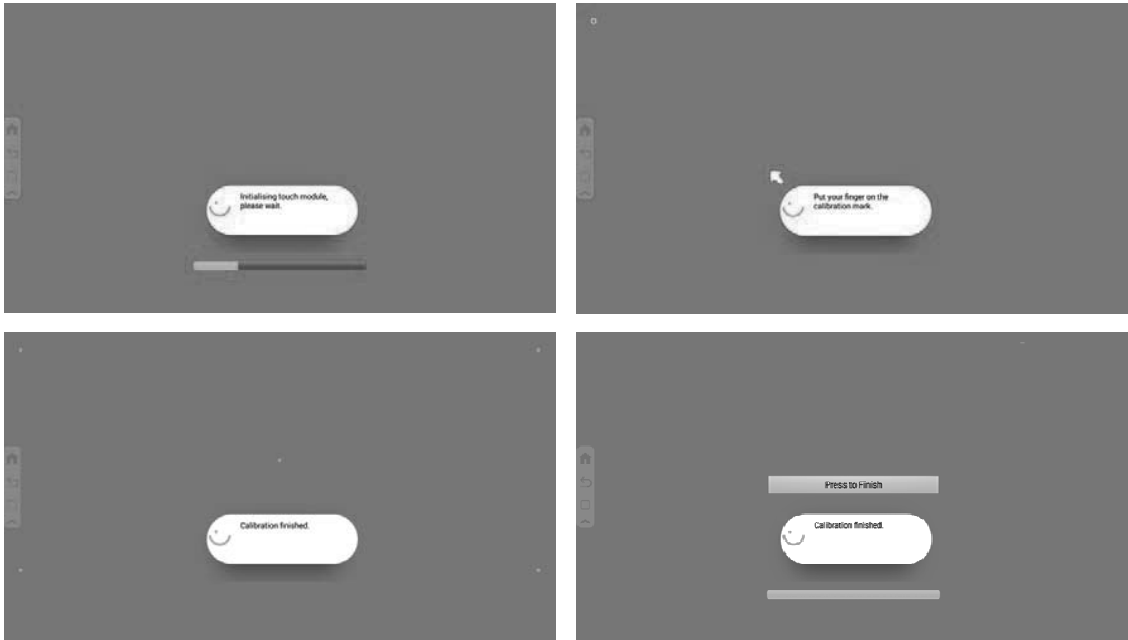 Initialising touch module,
please wait.
Put your finger on the
calibration mark.
Calibration finished.
Press to Finish
Calibration finished.